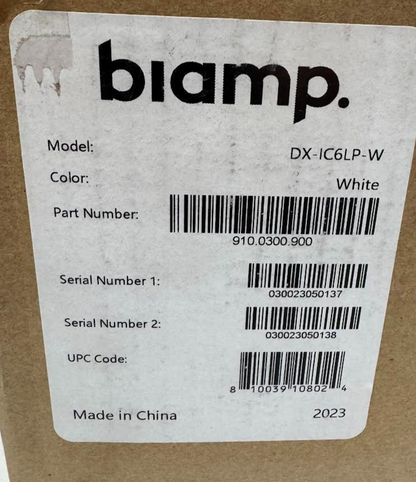 biamp.
Model: DX-IC6LP-W
Color: White
Part Number:
910.0300.900
Serial Number 1:
030023050137
Serial Number 2:
030023050138
UPC Code:
8 10039 10802 4
Made in China 2023